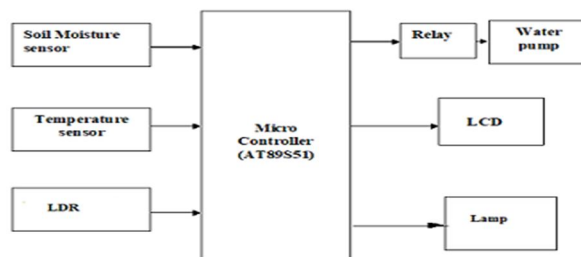 Soil Moisture
sensor
Temperature
sensor
LDR
Micro
Controller
(AT89S51)
Relay
Water
pump
LCD
Lamp